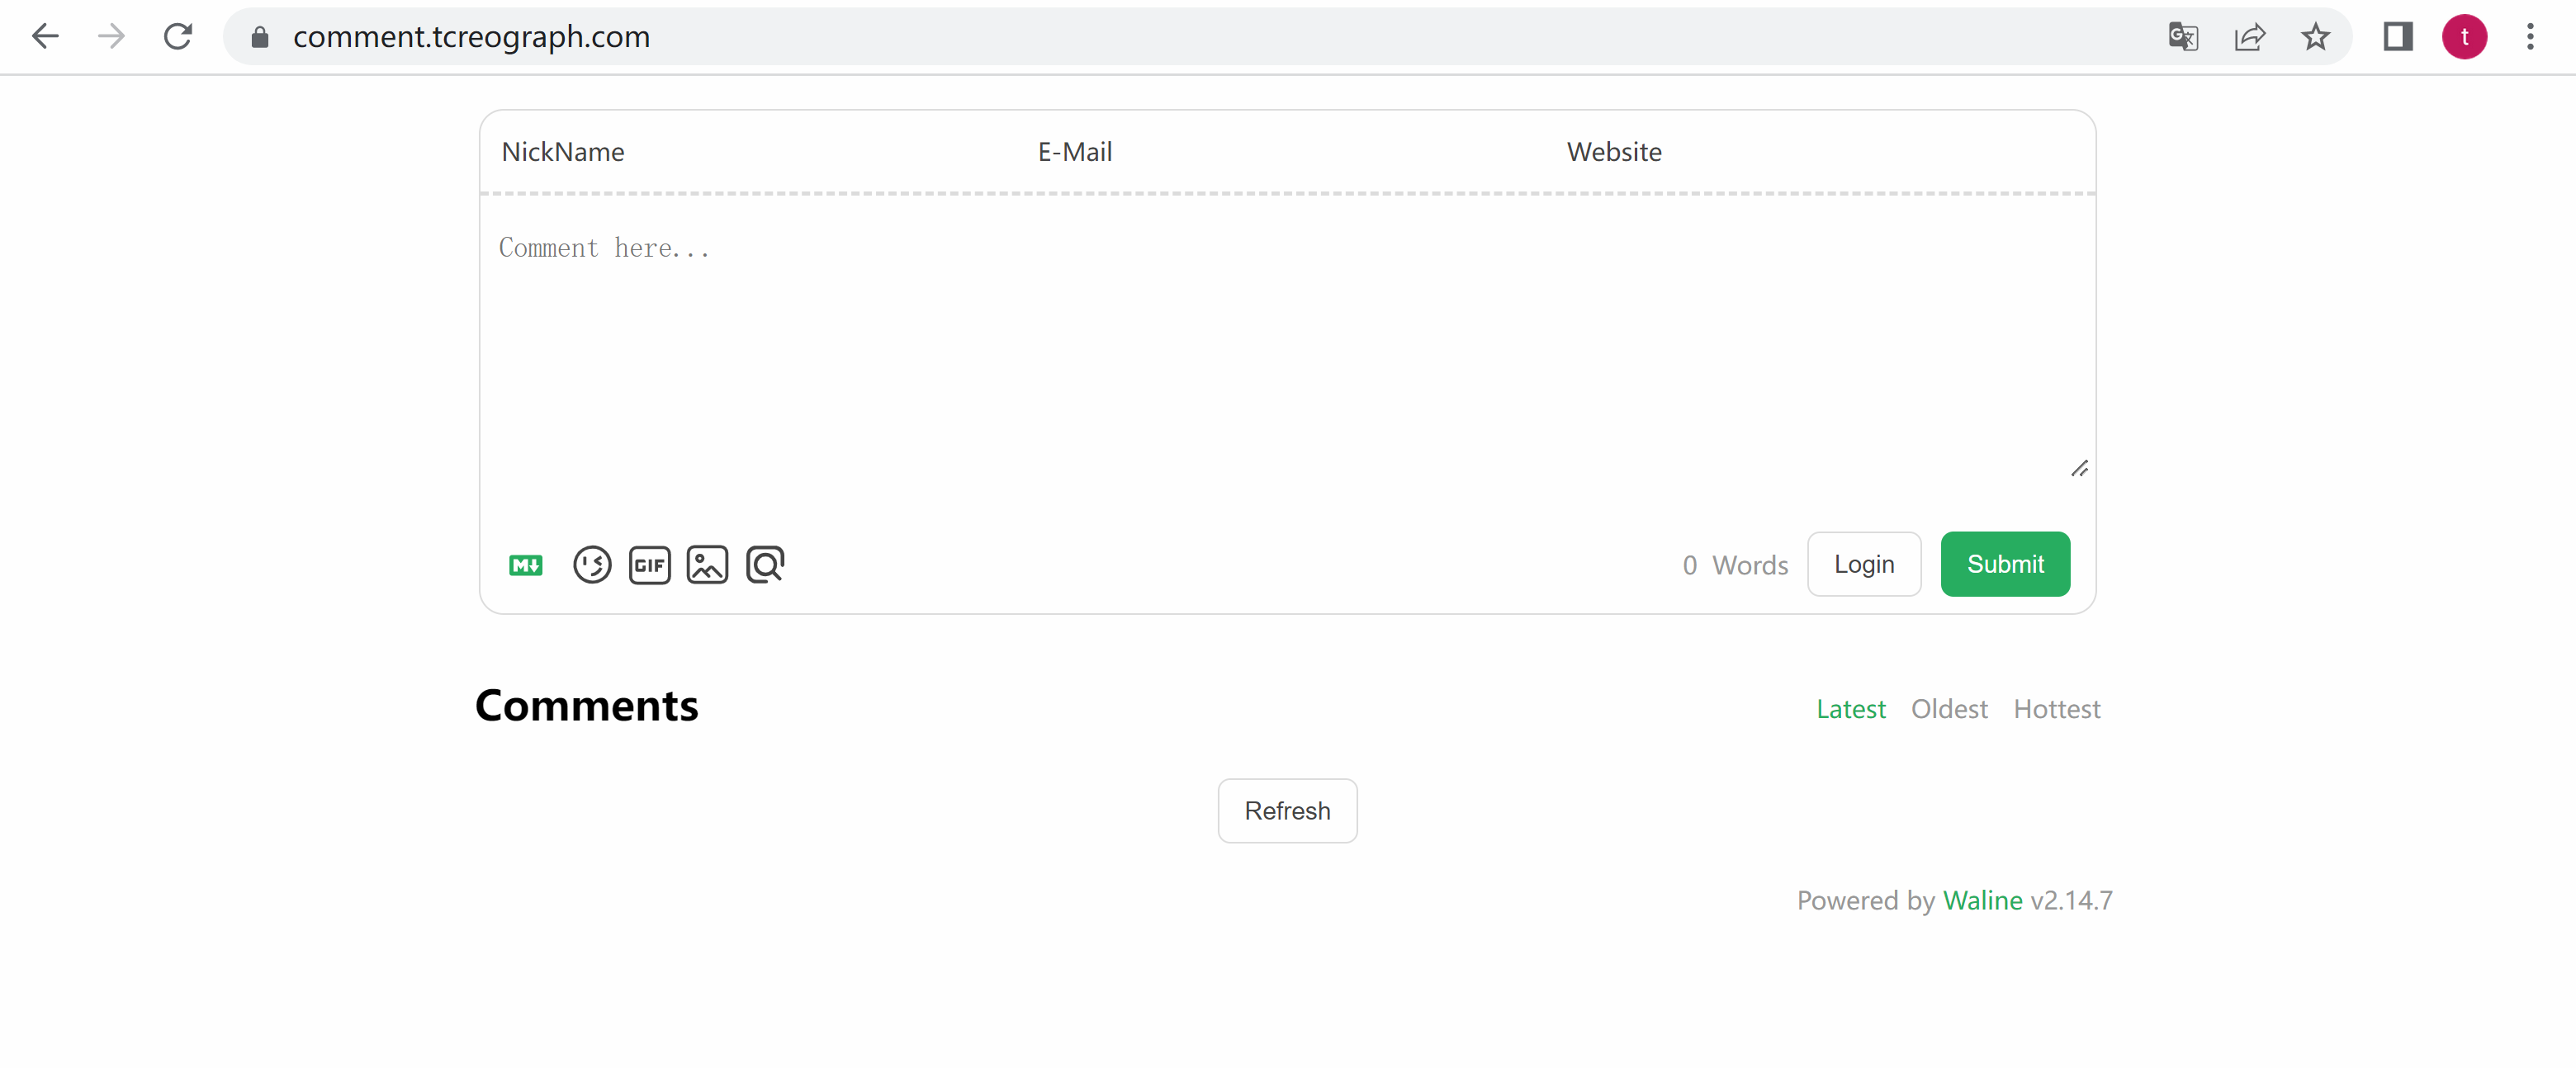 comment.tcreograph.com
t
NickName E-Mail Website
Comment here...
M GIF 0 Words Login Submit
Comments Latest Oldest Hottest
Refresh
Powered by Waline v2.14.7